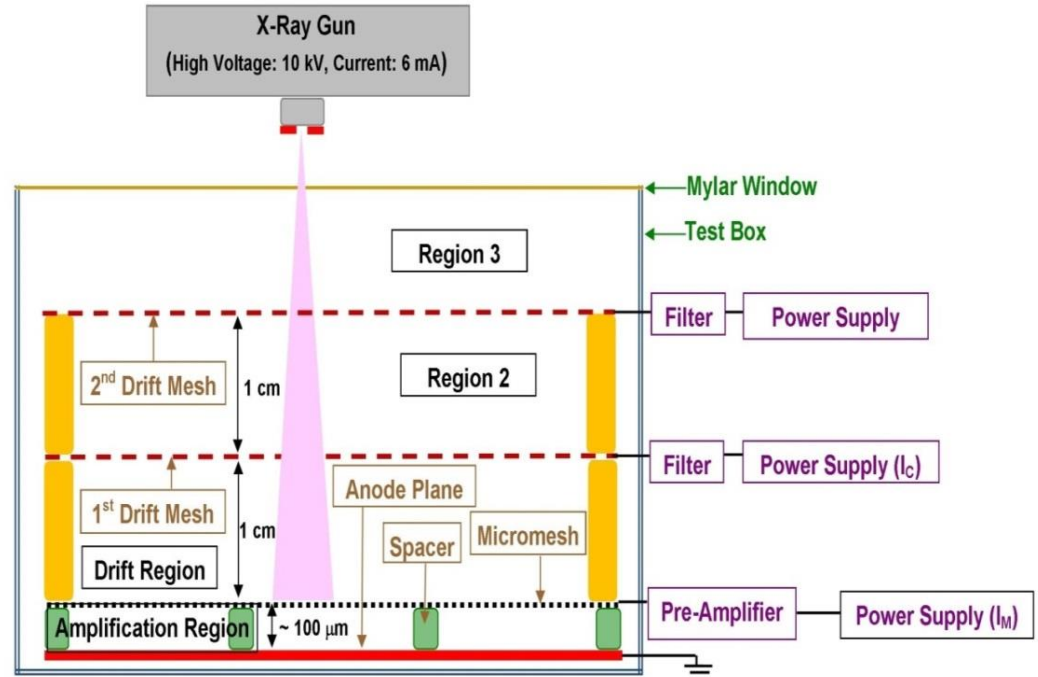 X-Ray Gun
(High Voltage: 10 kV, Current: 6 mA)
Mylar Window
Test Box
Region 3
Filter
Power Supply
2nd Drift Mesh
1 cm
Region 2
Filter
Power Supply (IC)
1st Drift Mesh
1 cm
Anode Plane
Spacer
Micromesh
Drift Region
Pre-Amplifier
Power Supply (IM)
Amplification Region
~ 100 μm